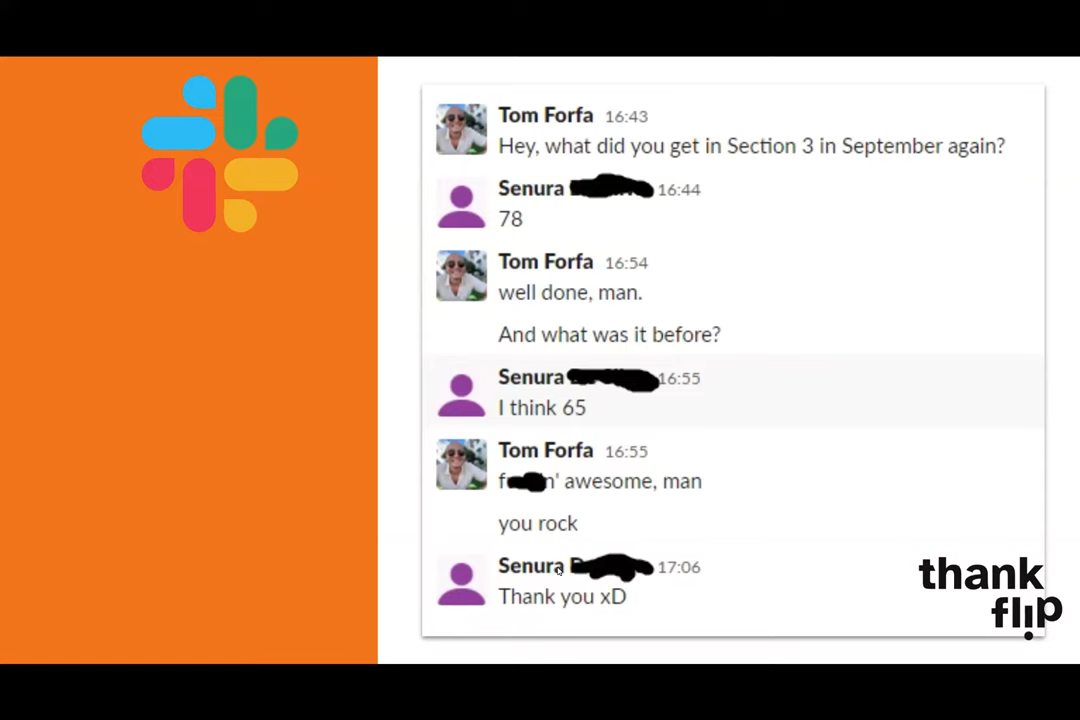 Tom Forfa 16:43
Hey, what did you get in Section 3 in September again?
Senura 16:44
78
Tom Forfa 16:54
well done, man.
And what was it before?
Senura 16:55
I think 65
Tom Forfa 16:55
f n' awesome, man
you rock
Senura 17:06
Thank you xD
thank
flip